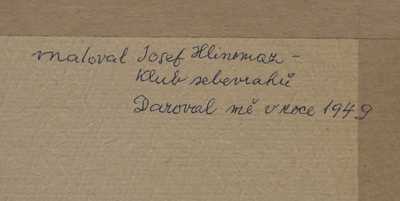 maloval Josef Hlinomaz -
Klub sebevrahů
Daroval mě v roce 1949